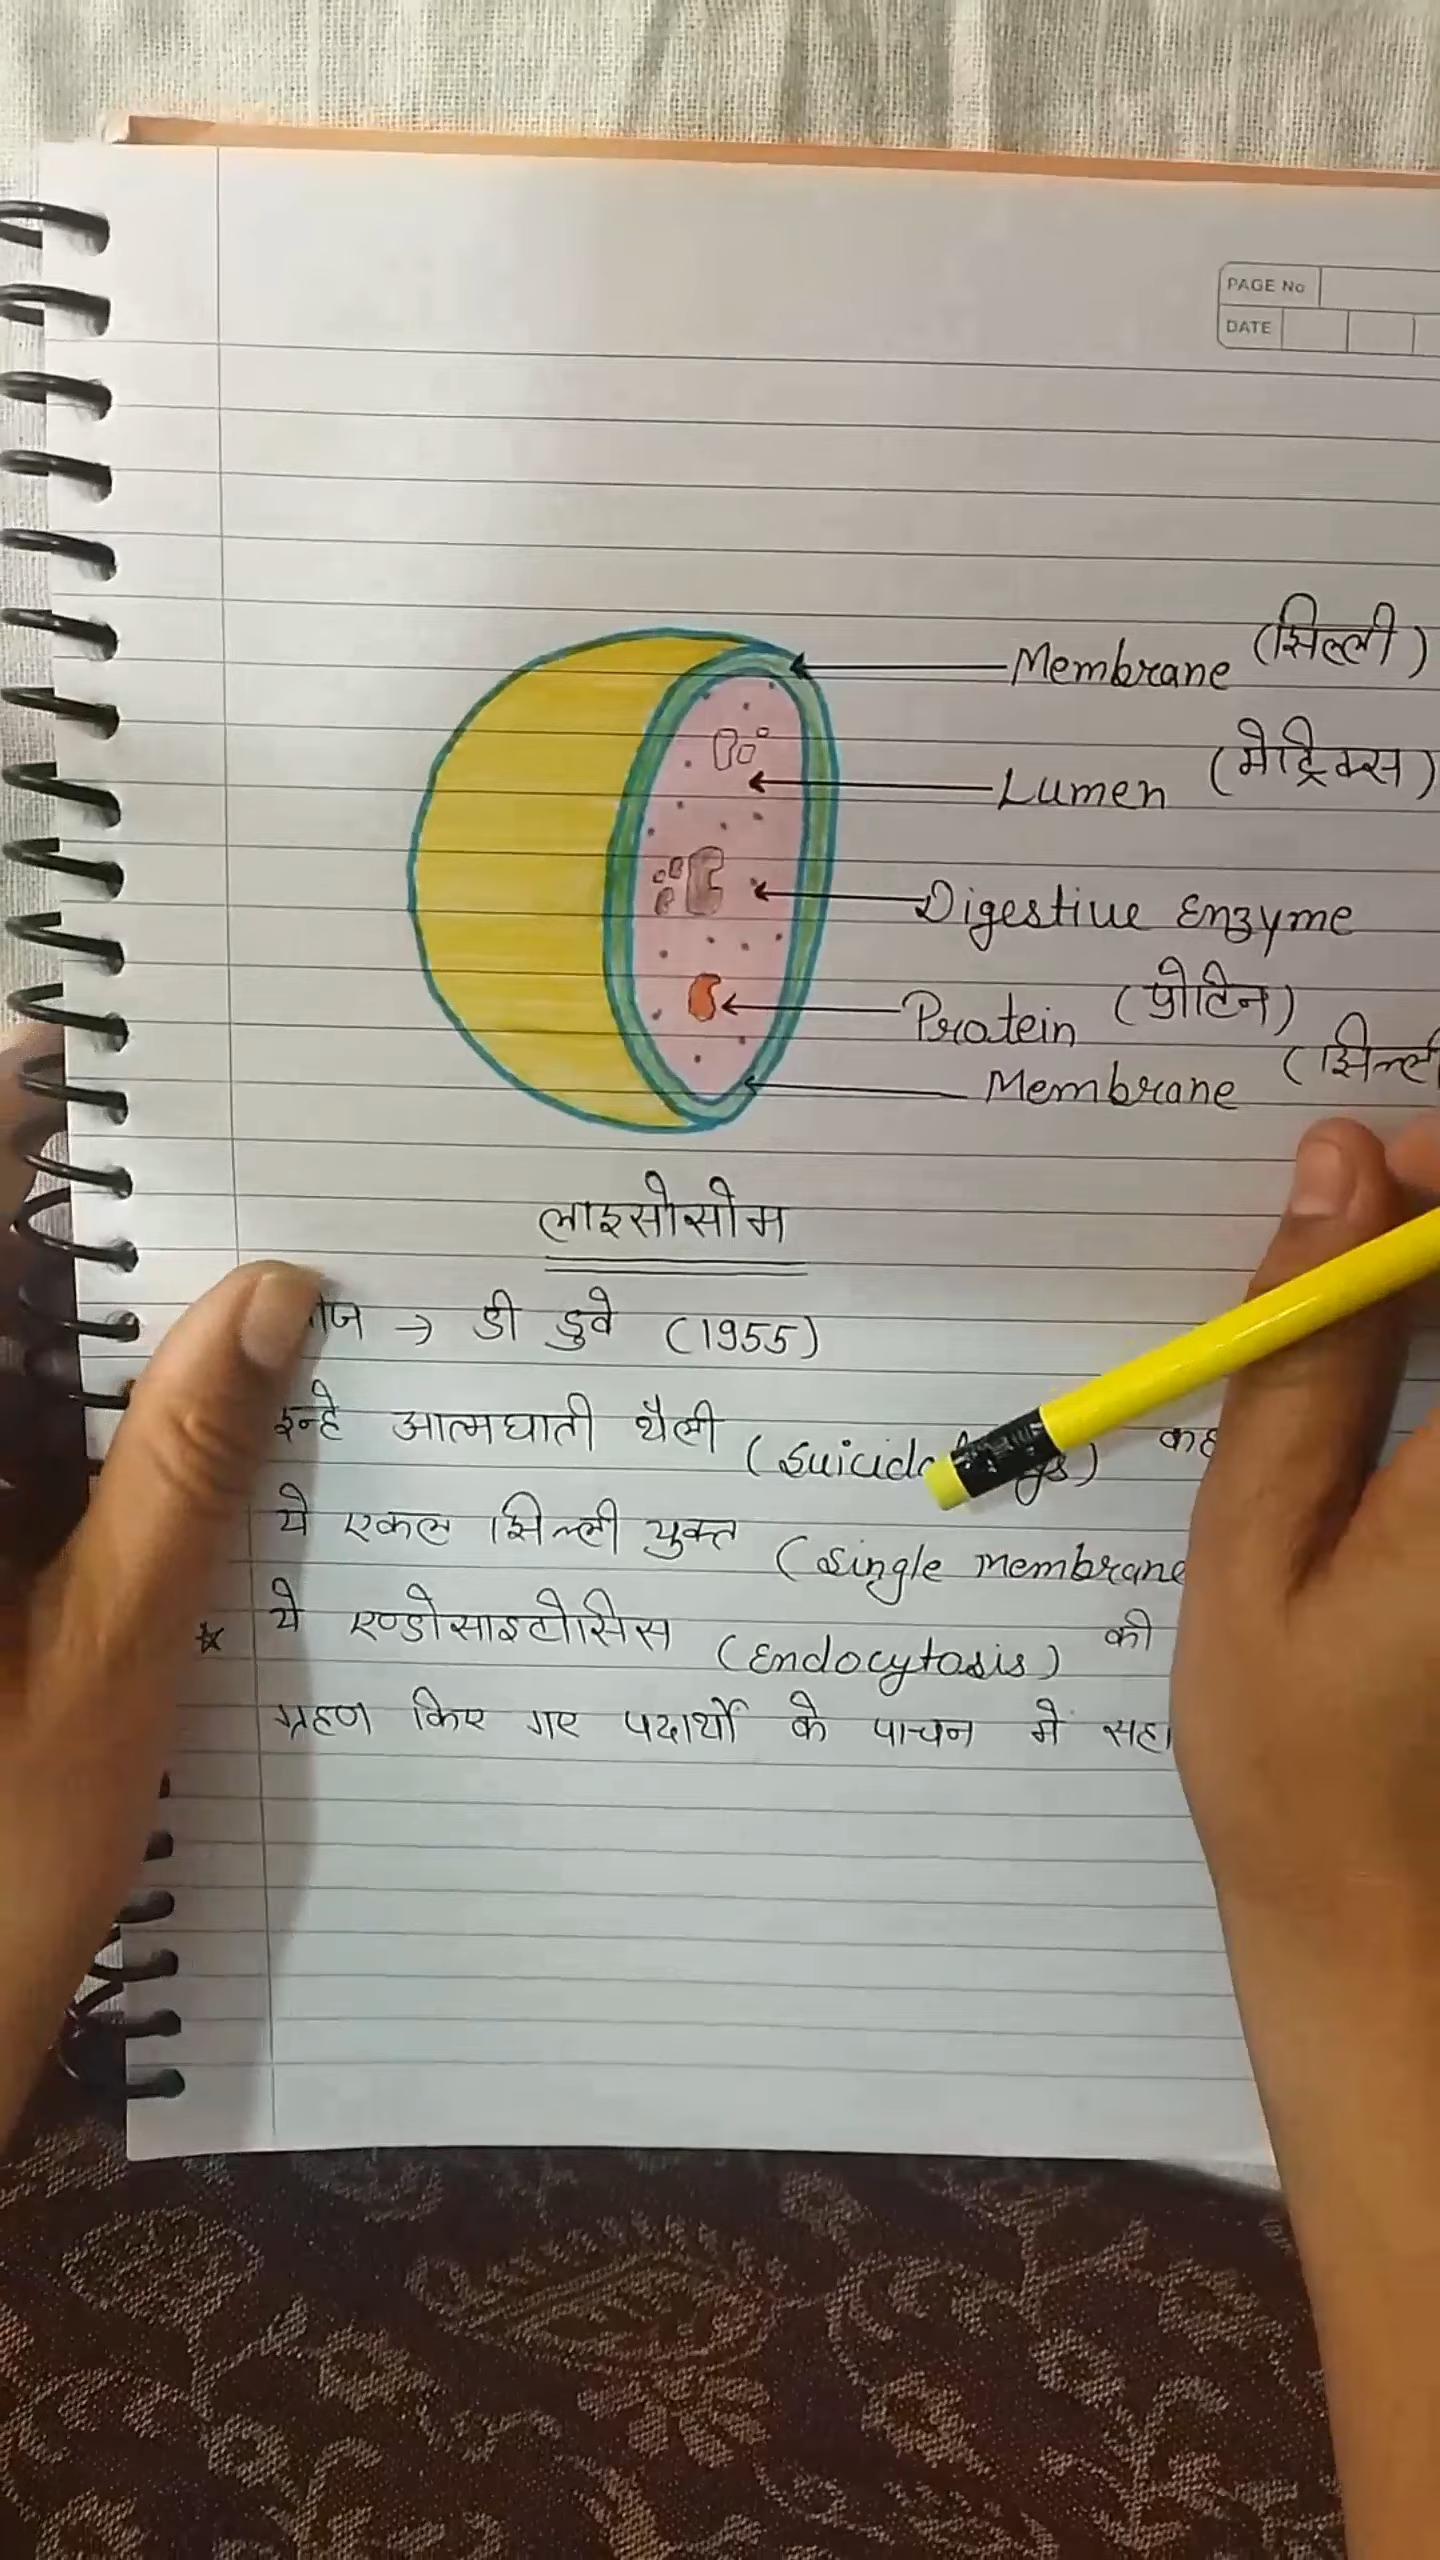 PAGE No
DATE
Membrane (झिल्ली)
Lumen (मैट्रिक्स)
Digestive Enzyme
Protein (प्रोटिन)
Membrane
लाइसोसोम
→ डी डुवे (1955)
इन्हे आत्मघाती थैली
ये एकल झिल्ली युक्त (single membrane
☆ ये एण्डोसाइटोसिस (Endocytosis) की
ग्रहण किए गए पदार्थों के पाचन में